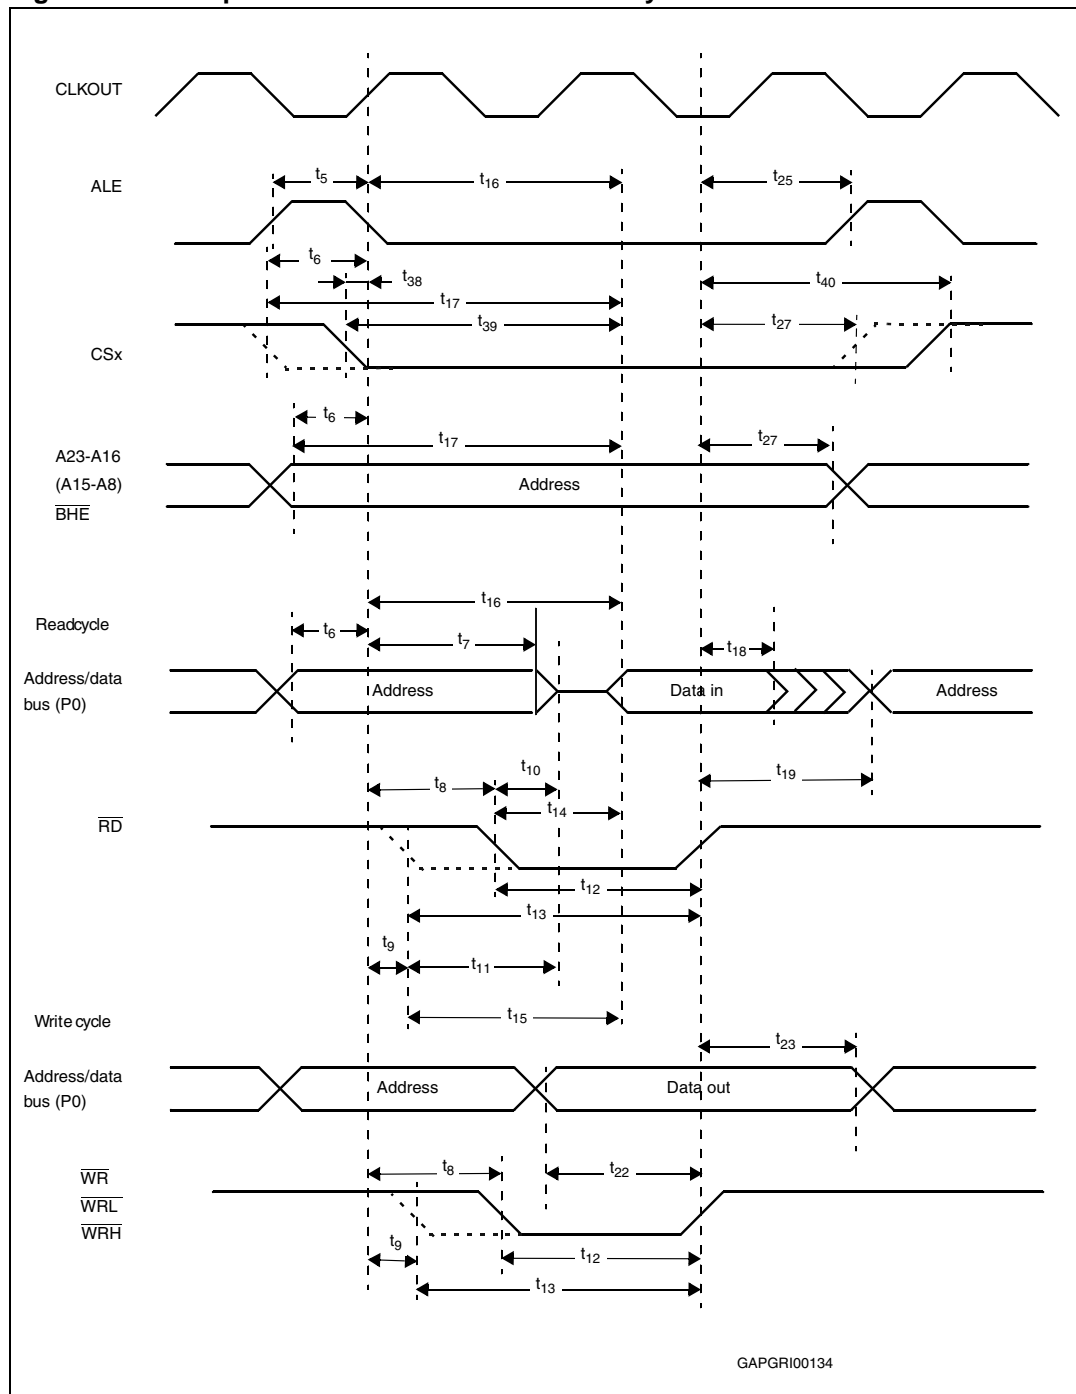 CLKOUT
ALE
t5
t16
t25
t6
t38
t40
t17
t39
t27
CSx
t6
t17
t27
A23-A16
(A15-A8)
BHE
Address
t16
Readcycle
t6
t7
t18
Address/data
bus (P0)
Address
Data in
Address
t8
t10
t19
t14
RD
t12
t13
t9
t11
t15
Write cycle
t23
Address/data
bus (P0)
Address
Data out
t8
t22
WR
WRL
WRH
t9
t12
t13
GAPGRI00134